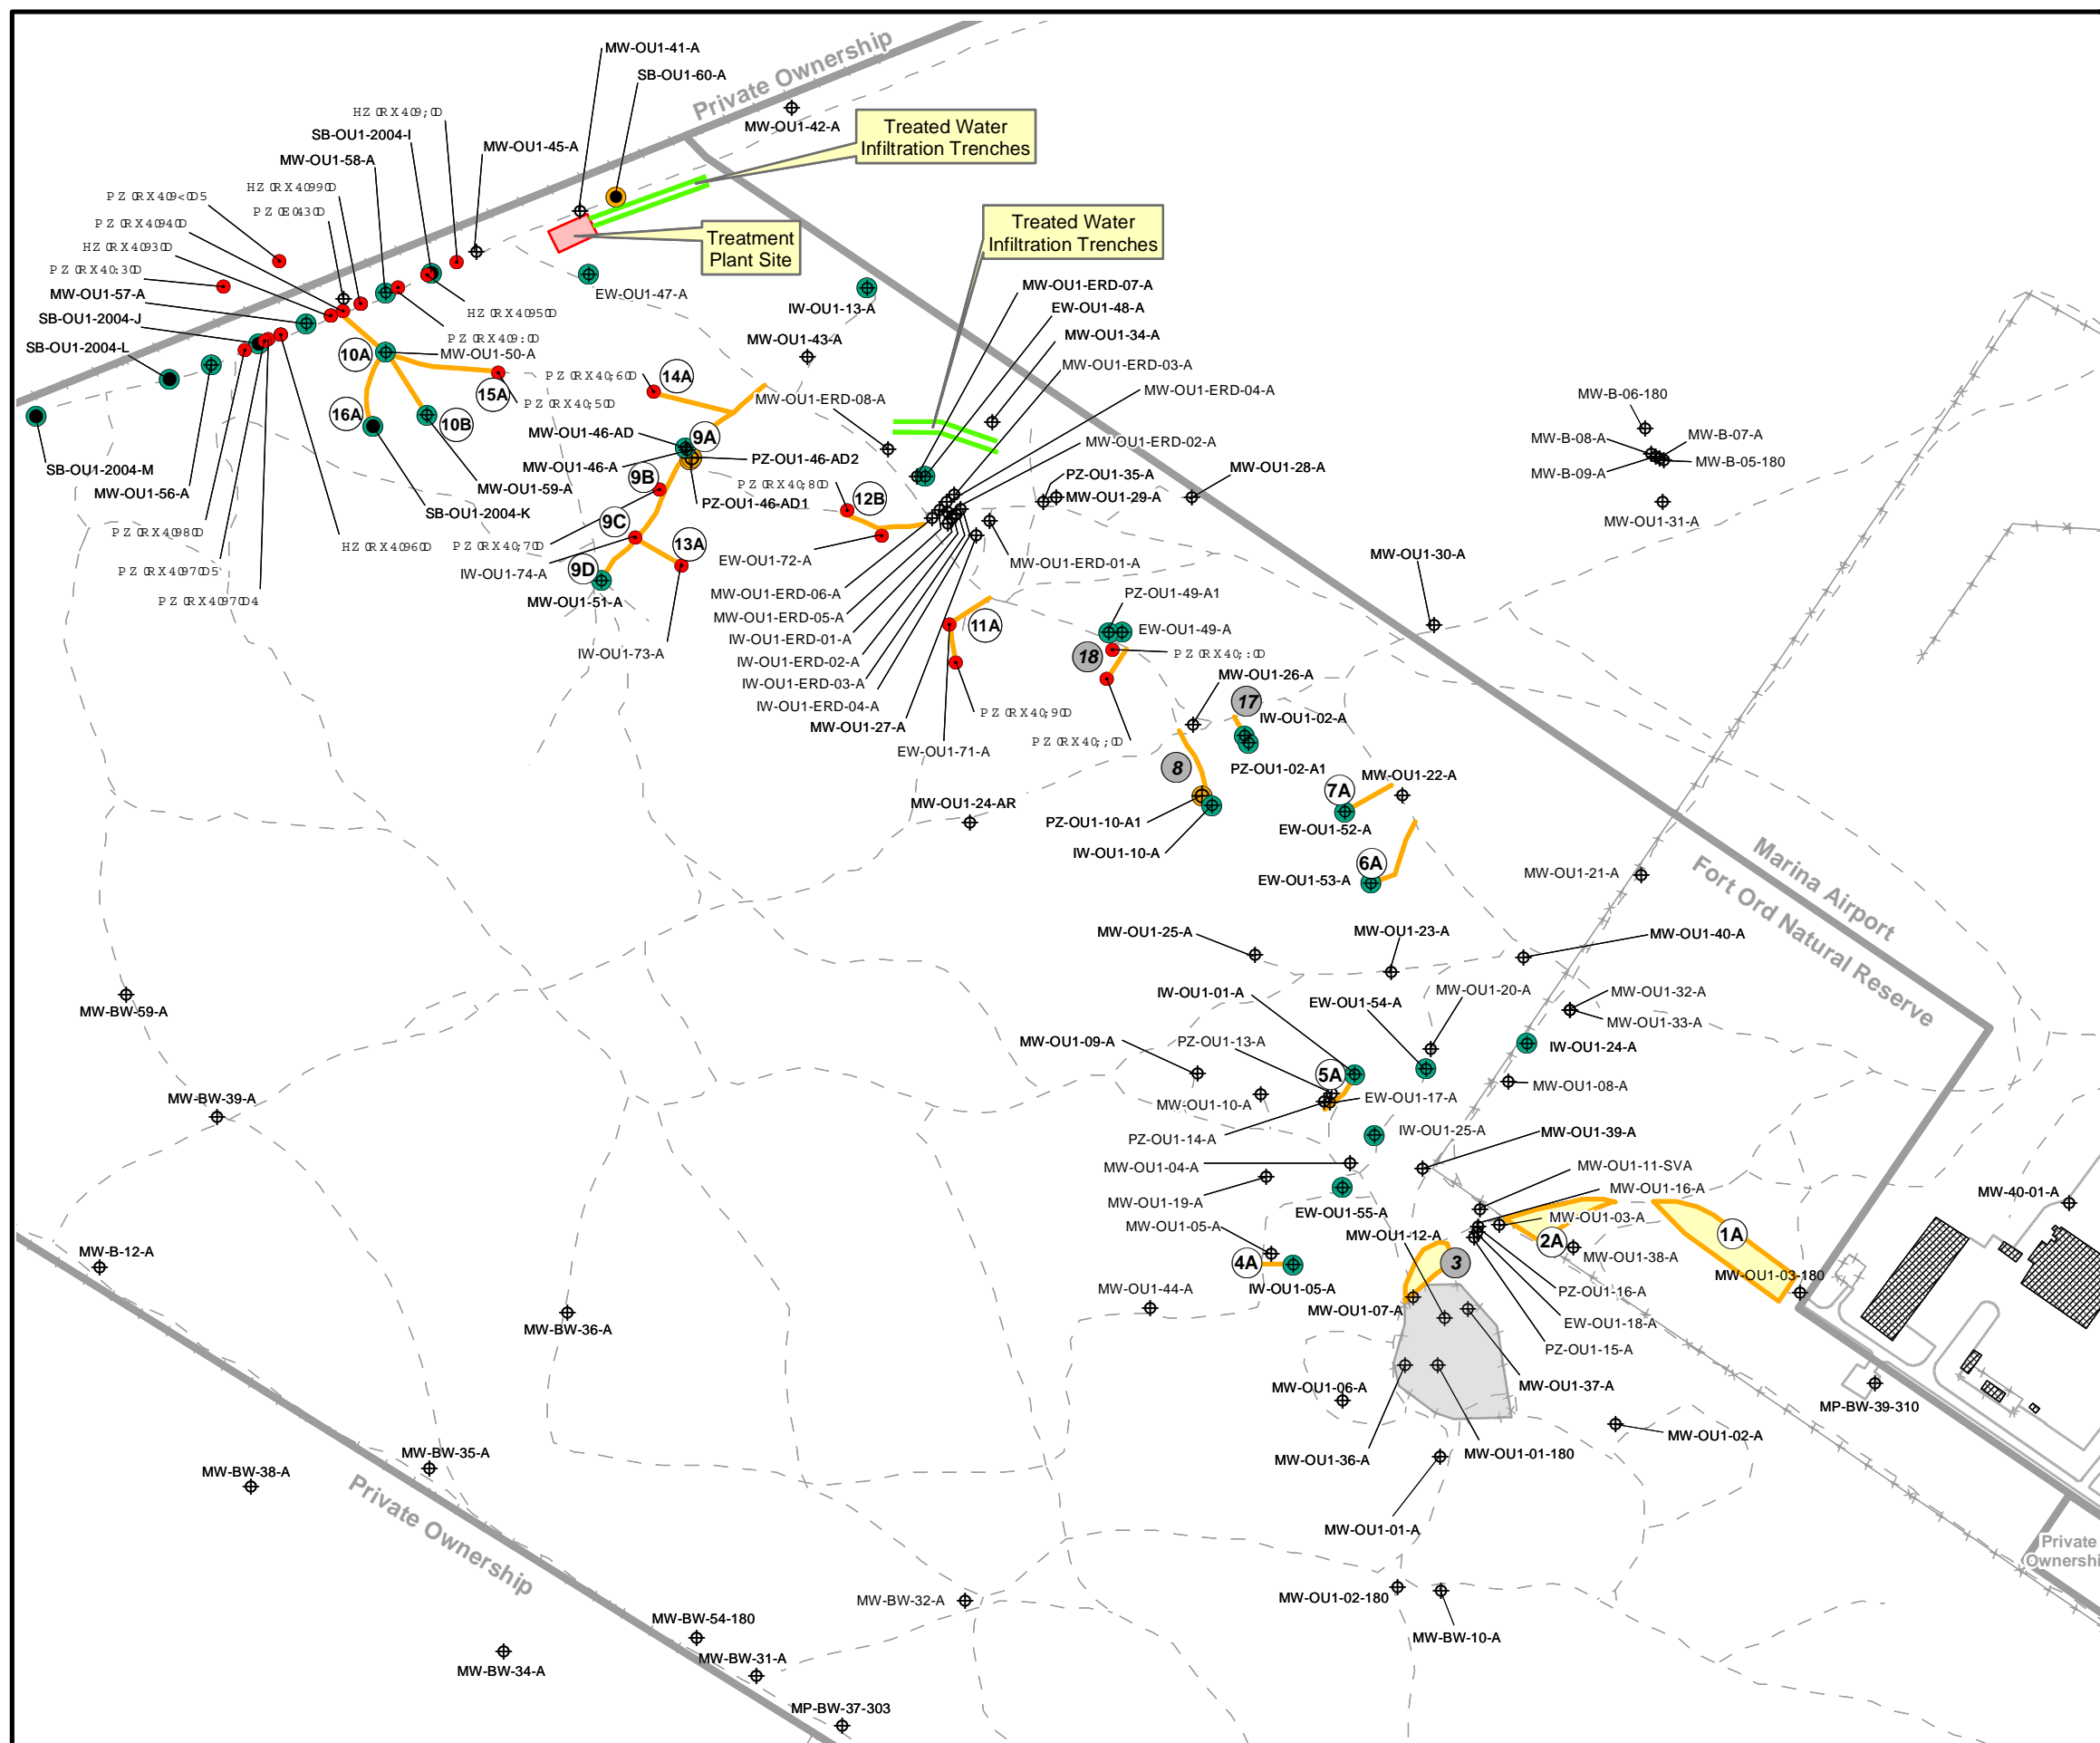 MW-OU1-41-A
SB-OU1-60-A
Private Ownership
MW-OU1-42-A
Treated Water
Infiltration Trenches
SB-OU1-2004-I
MW-OU1-45-A
MW-OU1-58-A
Treated Water
Infiltration Trenches
Treatment
Plant Site
MW-OU1-57-A
EW-OU1-47-A
IW-OU1-13-A
MW-OU1-ERD-07-A
EW-OU1-48-A
SB-OU1-2004-J
MW-OU1-34-A
MW-OU1-43-A
SB-OU1-2004-L
10A
MW-OU1-50-A
MW-OU1-ERD-03-A
14A
15A
MW-OU1-ERD-04-A
MW-OU1-ERD-08-A
MW-B-06-180
16A
10B
MW-OU1-46-AD
9A
MW-B-08-A
MW-B-07-A
MW-OU1-ERD-02-A
SB-OU1-2004-M
MW-OU1-46-A
PZ-OU1-46-AD2
MW-B-09-A
MW-B-05-180
MW-OU1-28-A
PZ-OU1-35-A
MW-OU1-56-A
MW-OU1-59-A
9B
12B
MW-OU1-29-A
PZ-OU1-46-AD1
SB-OU1-2004-K
9C
MW-OU1-31-A
13A
MW-OU1-30-A
EW-OU1-72-A
MW-OU1-ERD-01-A
IW-OU1-74-A
9D
MW-OU1-51-A
MW-OU1-ERD-06-A
PZ-OU1-49-A1
MW-OU1-ERD-05-A
11A
EW-OU1-49-A
IW-OU1-ERD-01-A
IW-OU1-73-A
18
IW-OU1-ERD-02-A
MW-OU1-26-A
IW-OU1-ERD-03-A
17
IW-OU1-ERD-04-A
IW-OU1-02-A
MW-OU1-27-A
EW-OU1-71-A
8
PZ-OU1-02-A1
MW-OU1-22-A
7A
MW-OU1-24-AR
PZ-OU1-10-A1
EW-OU1-52-A
IW-OU1-10-A
6A
Marina Airport
Fort Ord Natural Reserve
EW-OU1-53-A
MW-OU1-21-A
MW-OU1-25-A
MW-OU1-23-A
MW-OU1-40-A
IW-OU1-01-A
EW-OU1-54-A
MW-OU1-20-A
MW-OU1-32-A
MW-BW-59-A
MW-OU1-33-A
MW-OU1-09-A
PZ-OU1-13-A
IW-OU1-24-A
5A
MW-OU1-08-A
MW-BW-39-A
MW-OU1-10-A
EW-OU1-17-A
PZ-OU1-14-A
IW-OU1-25-A
MW-OU1-39-A
MW-OU1-04-A
MW-OU1-11-SVA
MW-OU1-16-A
MW-40-01-A
MW-OU1-19-A
EW-OU1-55-A
MW-OU1-03-A
MW-OU1-05-A
MW-OU1-12-A
2A
1A
MW-B-12-A
4A
3
MW-OU1-38-A
MW-OU1-03-180
MW-OU1-44-A
IW-OU1-05-A
PZ-OU1-16-A
MW-OU1-07-A
EW-OU1-18-A
MW-BW-36-A
PZ-OU1-15-A
MW-OU1-06-A
MW-OU1-37-A
MP-BW-39-310
MW-OU1-02-A
MW-BW-35-A
MW-OU1-36-A
MW-OU1-01-180
MW-BW-38-A
Private Ownership
MW-OU1-01-A
Private
MW-OU1-02-180
MW-BW-32-A
MW-BW-54-180
MW-BW-10-A
MW-BW-31-A
MW-BW-34-A
MP-BW-37-303